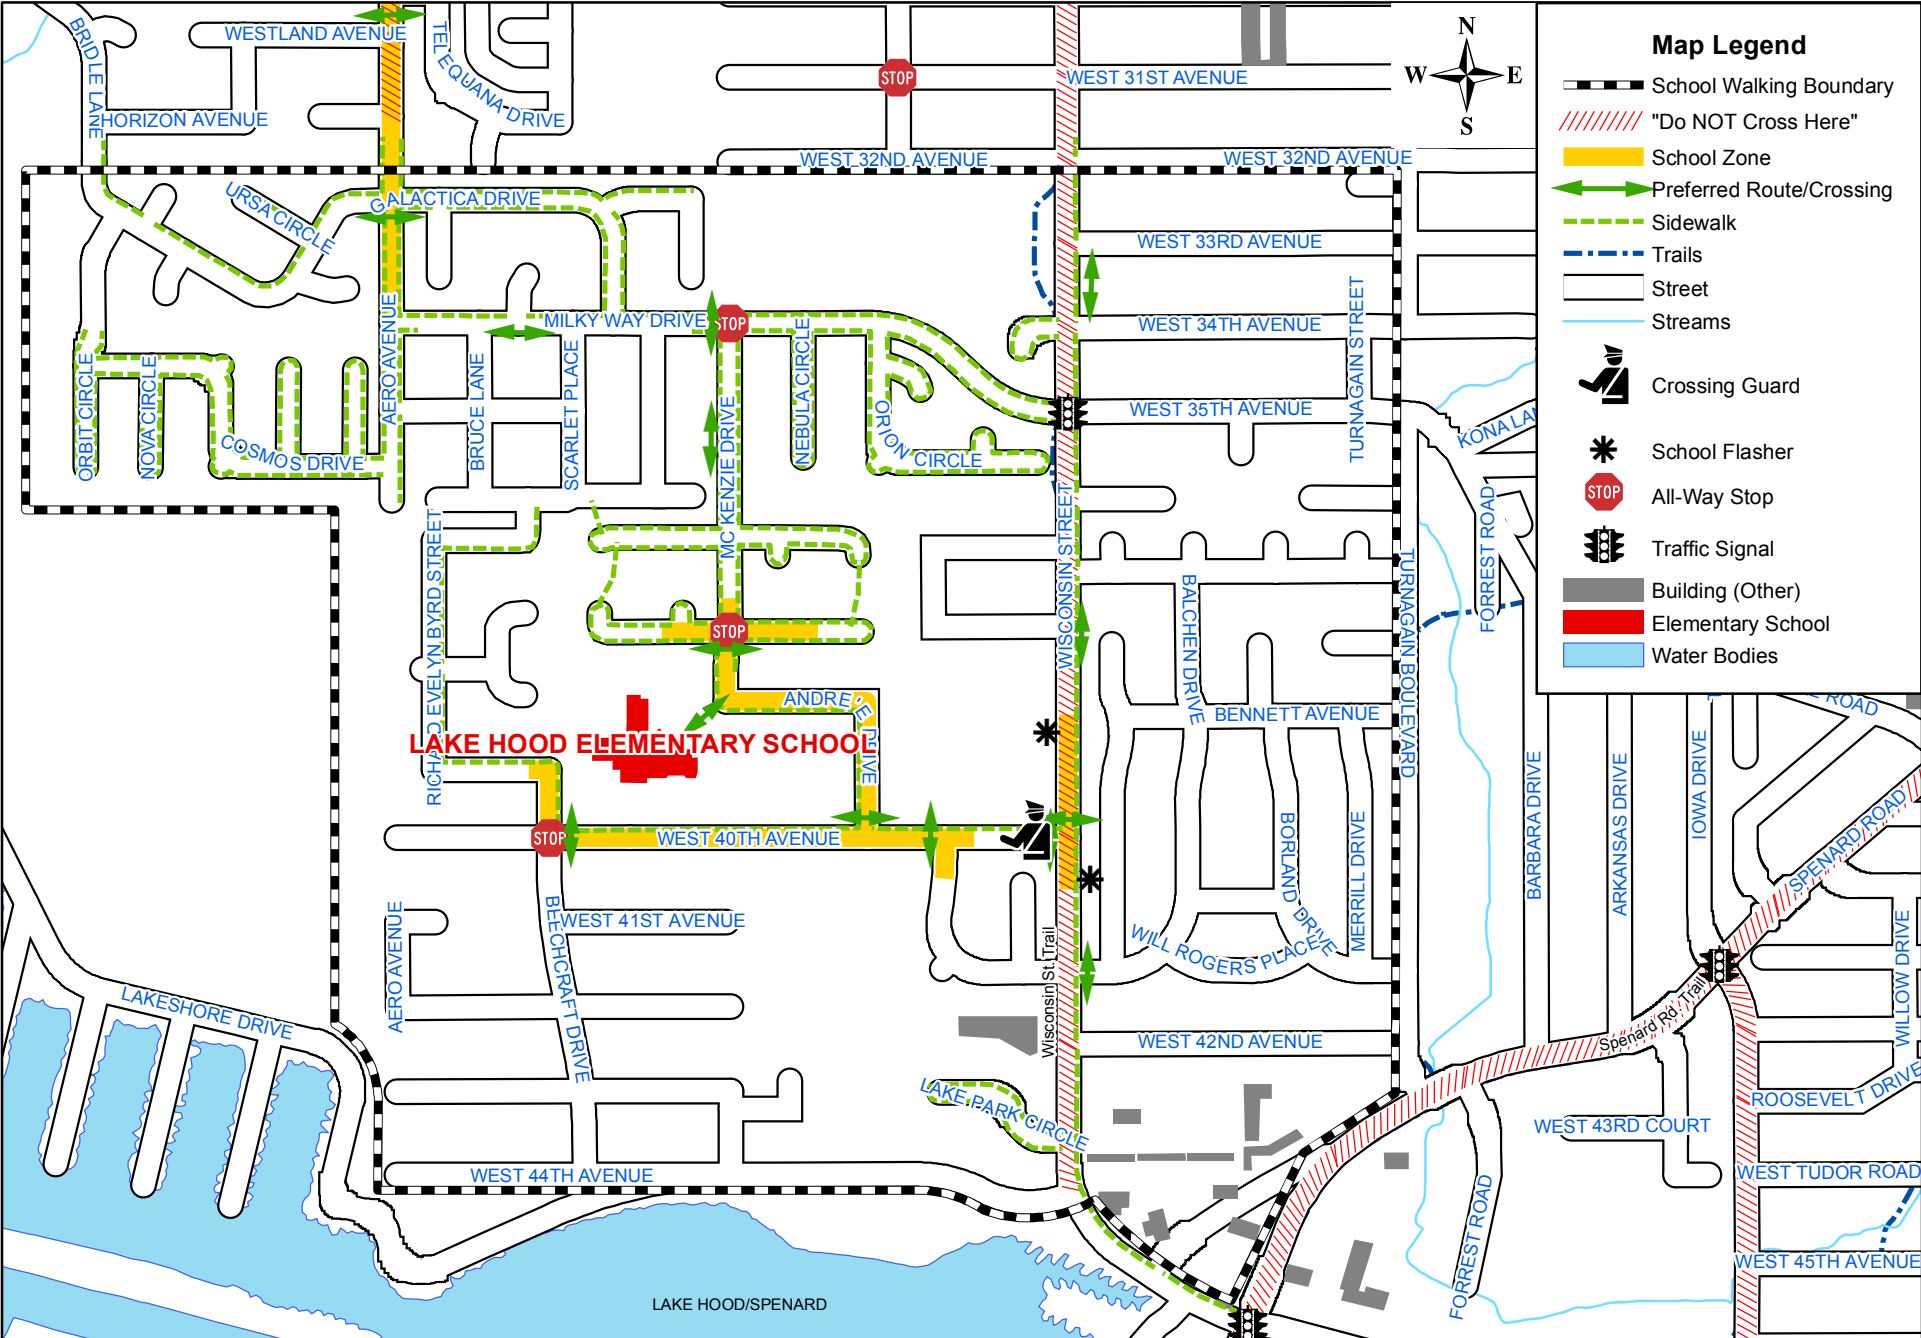 WESTLAND AVENUE
BRIDLE LANE
HORIZON AVENUE
TELEQUANA DRIVE
STOP
WEST 31ST AVENUE
WEST 32ND AVENUE
WEST 32ND AVENUE
URSA CIRCLE
GALACTICA DRIVE
WEST 33RD AVENUE
AERO AVENUE
MILKY WAY DRIVE
STOP
WEST 34TH AVENUE
TURNAGAIN STREET
ORBIT CIRCLE
NOVA CIRCLE
COSMOS DRIVE
BRUCE LANE
SCARLET PLACE
MC KENZIE DRIVE
NEBULA CIRCLE
ORION CIRCLE
WEST 35TH AVENUE
KONA LAN
FORREST ROAD
RICHARD EVELYN BYRD STREET
WISCONSIN STREET
BALCHEN DRIVE
TURNAGAIN BOULEVARD
FORREST ROAD
STOP
ANDRE'E DRIVE
BENNETT AVENUE
LAKE HOOD ELEMENTARY SCHOOL
STOP
WEST 40TH AVENUE
BORLAND DRIVE
MERRILL DRIVE
BARBARA DRIVE
ARKANSAS DRIVE
IOWA DRIVE
ROAD
SPENARD ROAD
WILLOW DRIVE
AERO AVENUE
WEST 41ST AVENUE
BEECHCRAFT DRIVE
WILL ROGERS PLACE
Wisconsin St. Trail
Spenard Rd. Trail
LAKESHORE DRIVE
WEST 42ND AVENUE
LAKE PARK CIRCLE
ROOSEVELT DRIVE
WEST 43RD COURT
WEST 44TH AVENUE
WEST TUDOR ROAD
FORREST ROAD
WEST 45TH AVENUE
LAKE HOOD/SPENARD
N
W E
S
Map Legend
School Walking Boundary
"Do NOT Cross Here"
School Zone
Preferred Route/Crossing
Sidewalk
Trails
Street
Streams
Crossing Guard
School Flasher
STOP
All-Way Stop
Traffic Signal
Building (Other)
Elementary School
Water Bodies